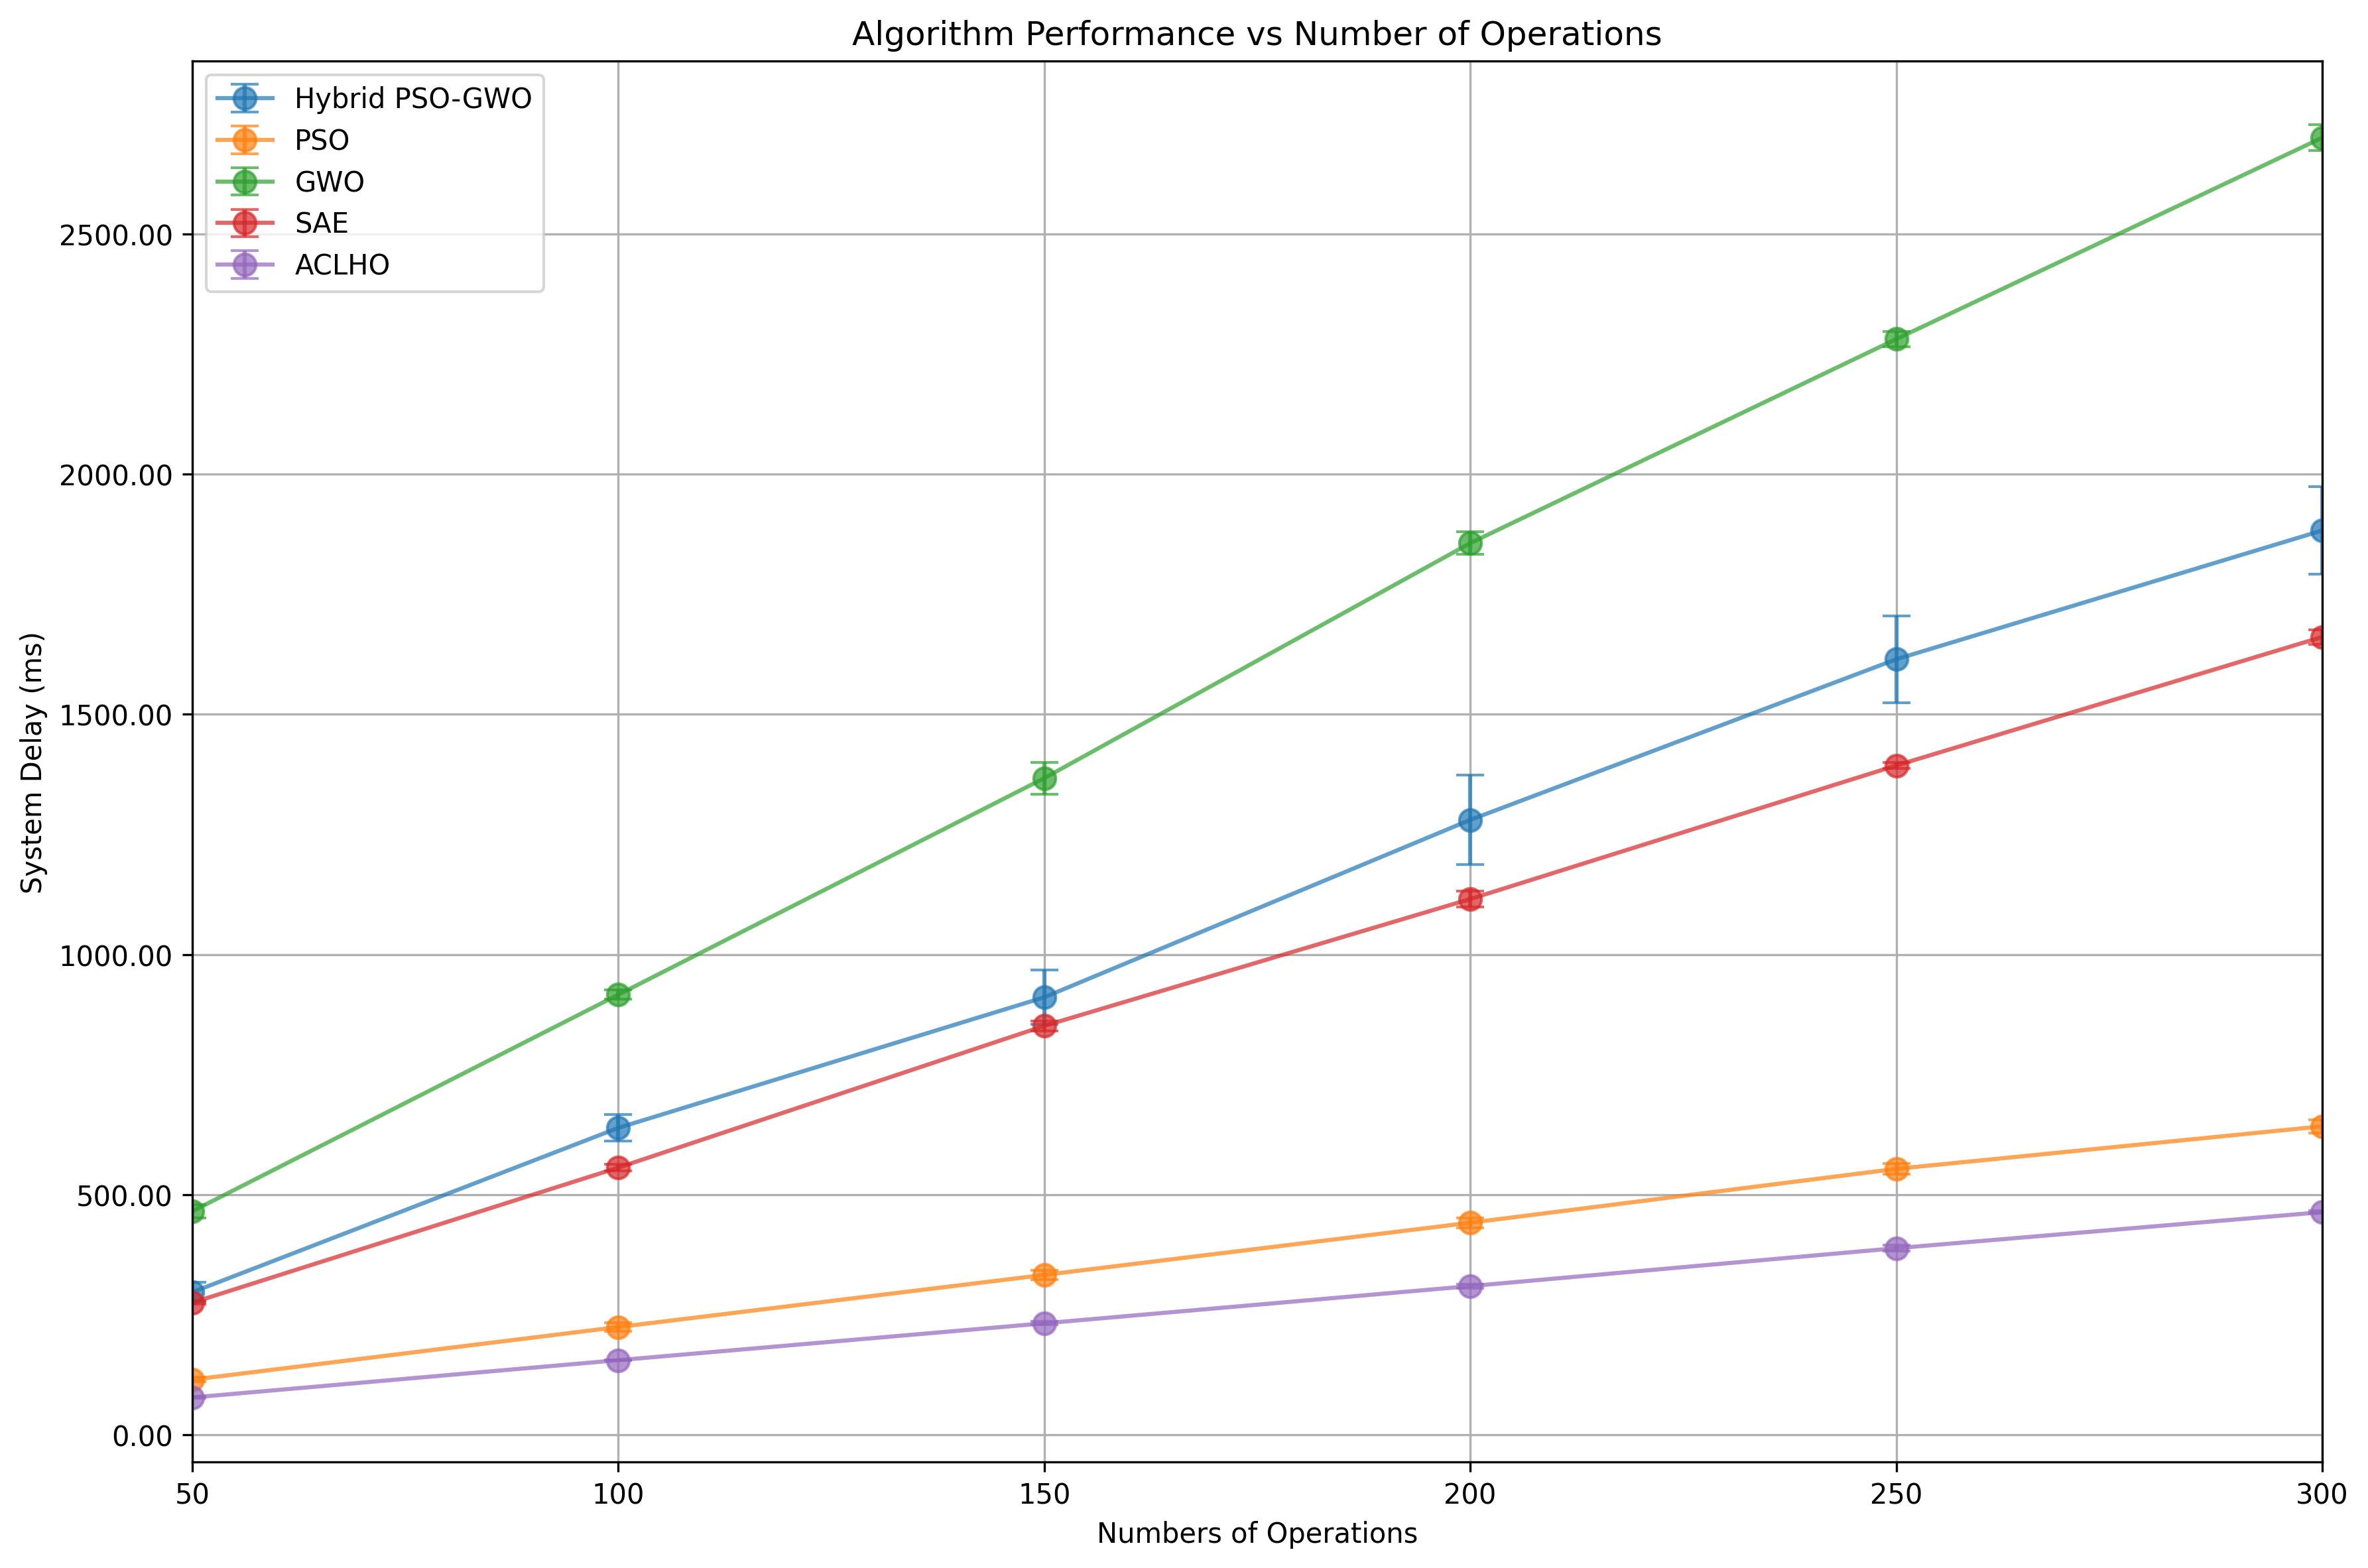 Algorithm Performance vs Number of Operations
Hybrid PSO-GWO
PSO
GWO
SAE
ACLHO
System Delay (ms)
2500.00
2000.00
1500.00
1000.00
500.00
0.00
50 100 150 200 250 300
Numbers of Operations